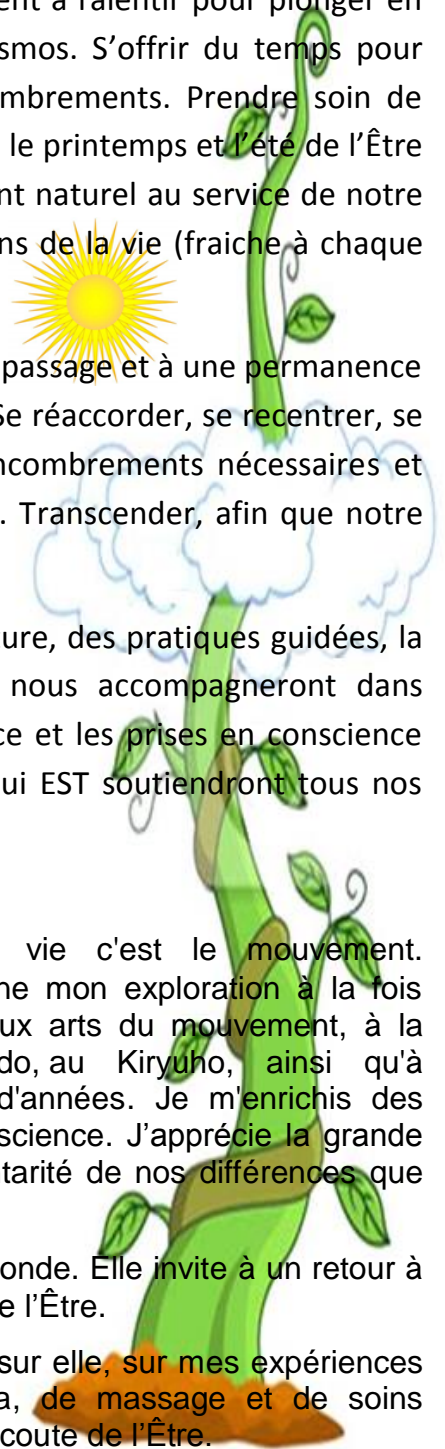 ent à ralentir pour plonger en
osmos. S’offrir du temps pour
ombrements. Prendre soin de
le printemps et l’été de l’Être
nt naturel au service de notre
ns de la vie (fraiche à chaque
passage et à une permanence
Se réaccorder, se recentrer, se
ncombrements nécessaires et
. Transcender, afin que notre
ure, des pratiques guidées, la
nous accompagneront dans
ce et les prises en conscience
ui EST soutiendront tous nos
vie c'est le mouvement.
ne mon exploration à la fois
ux arts du mouvement, à la
do, au Kiryuho, ainsi qu'à
d'années. Je m'enrichis des
science. J’apprécie la grande
tarité de nos différences que
onde. Elle invite à un retour à
e l’Être.
sur elle, sur mes expériences
a, de massage et de soins
coute de l’Être.